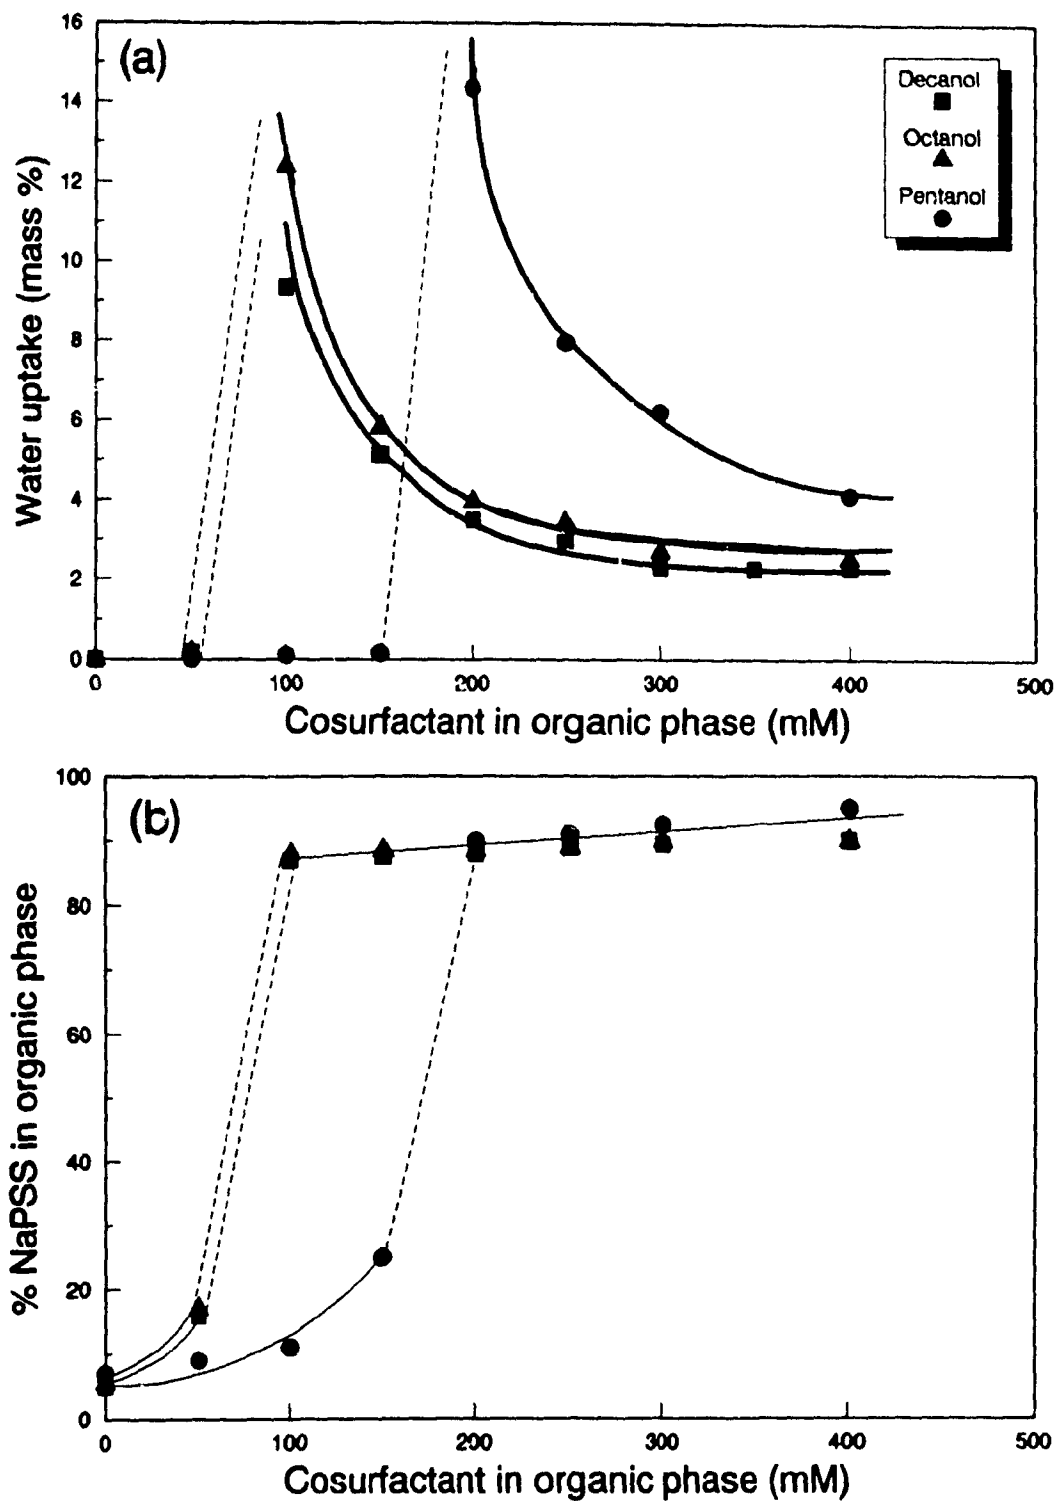 (a)
Water uptake (mass %)
16
14
12
10
8
6
4
2
0
0 100 200 300 400 500
Cosurfactant in organic phase (mM)
Decanol
Octanol
Pentanol
(b)
% NaPSS in organic phase
100
80
60
40
20
0
0 100 200 300 400 500
Cosurfactant in organic phase (mM)